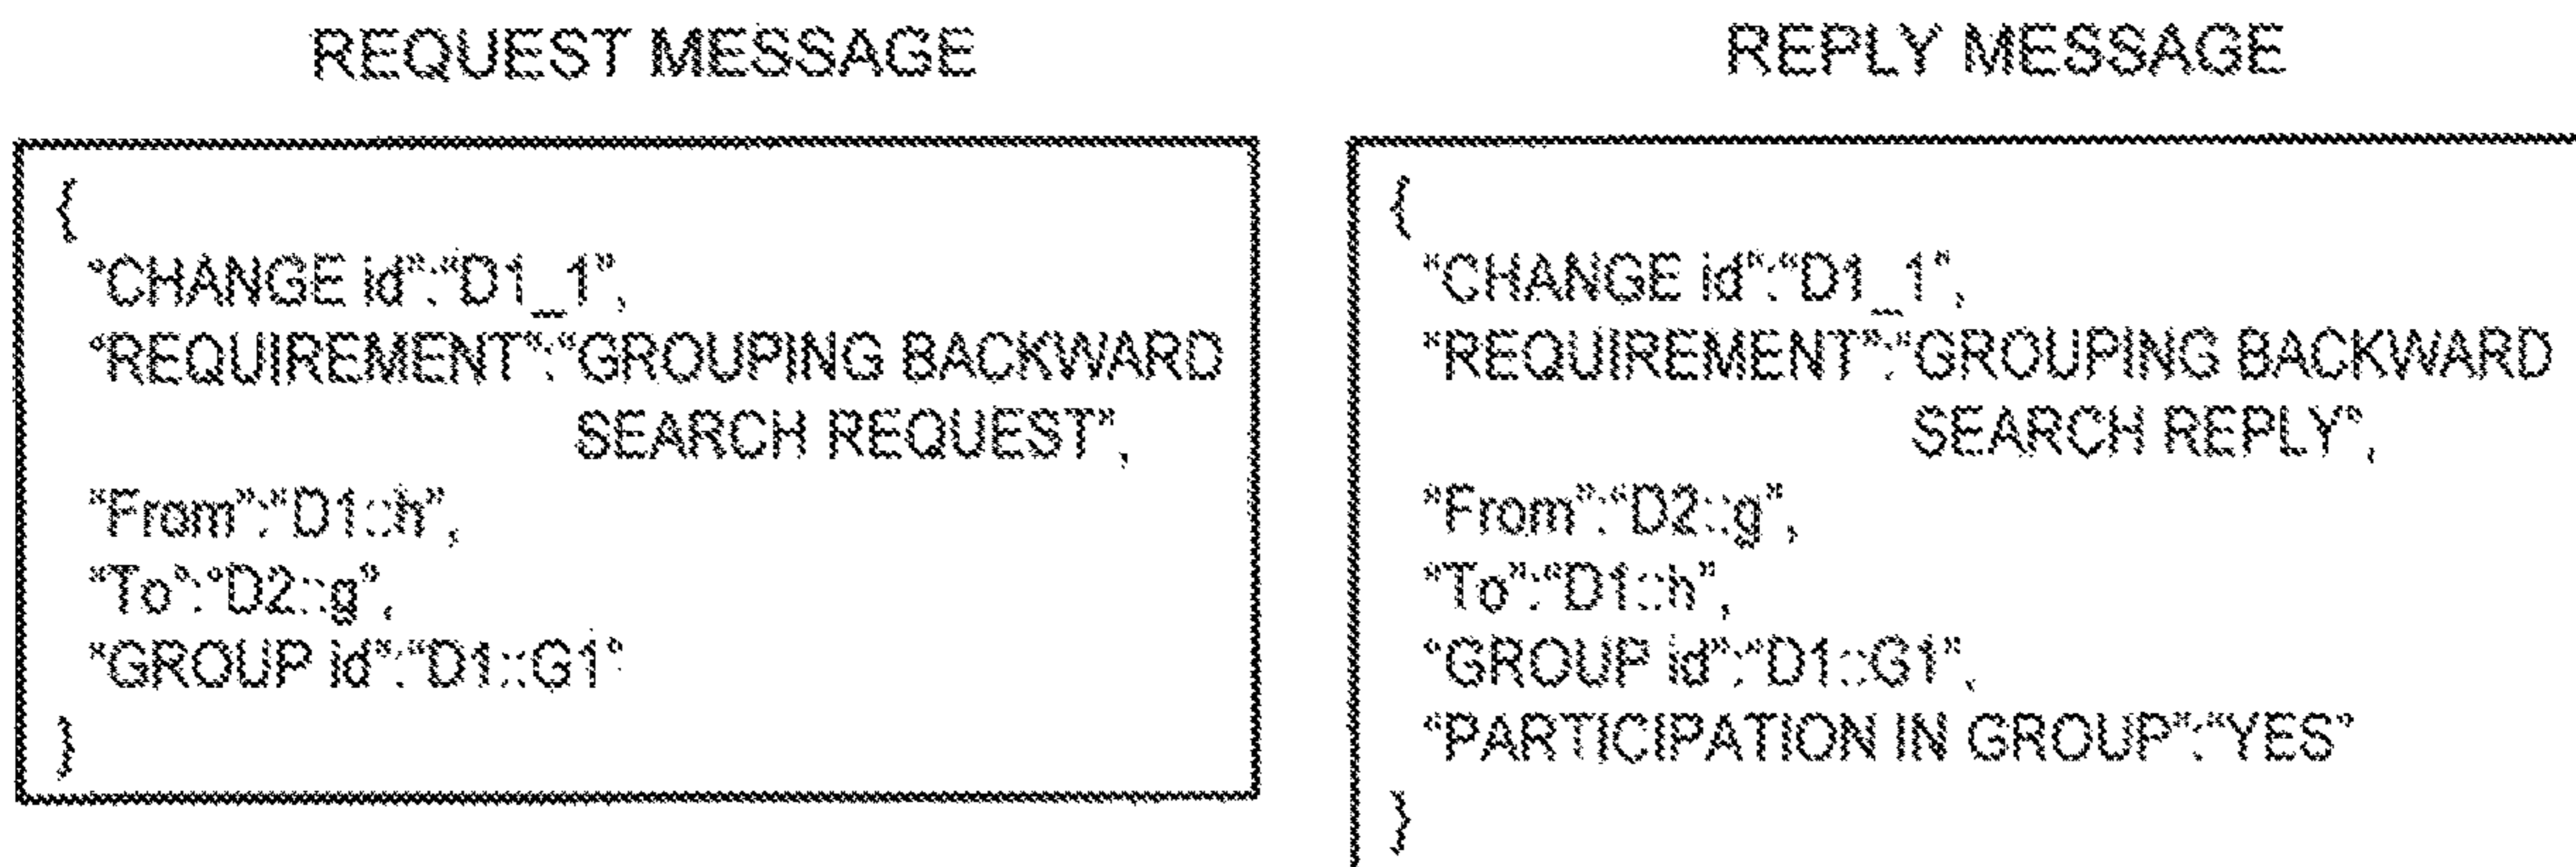 REQUEST MESSAGE
{
"CHANGE id":"D1_1",
"REQUIREMENT":"GROUPING BACKWARD
SEARCH REQUEST",
"From":"D1::h",
"To":"D2::g",
"GROUP id":"D1::G1"
}
REPLY MESSAGE
{
"CHANGE id":"D1_1",
"REQUIREMENT":"GROUPING BACKWARD
SEARCH REPLY",
"From":"D2::g",
"To":"D1::h",
"GROUP id":"D1::G1",
"PARTICIPATION IN GROUP":"YES"
}